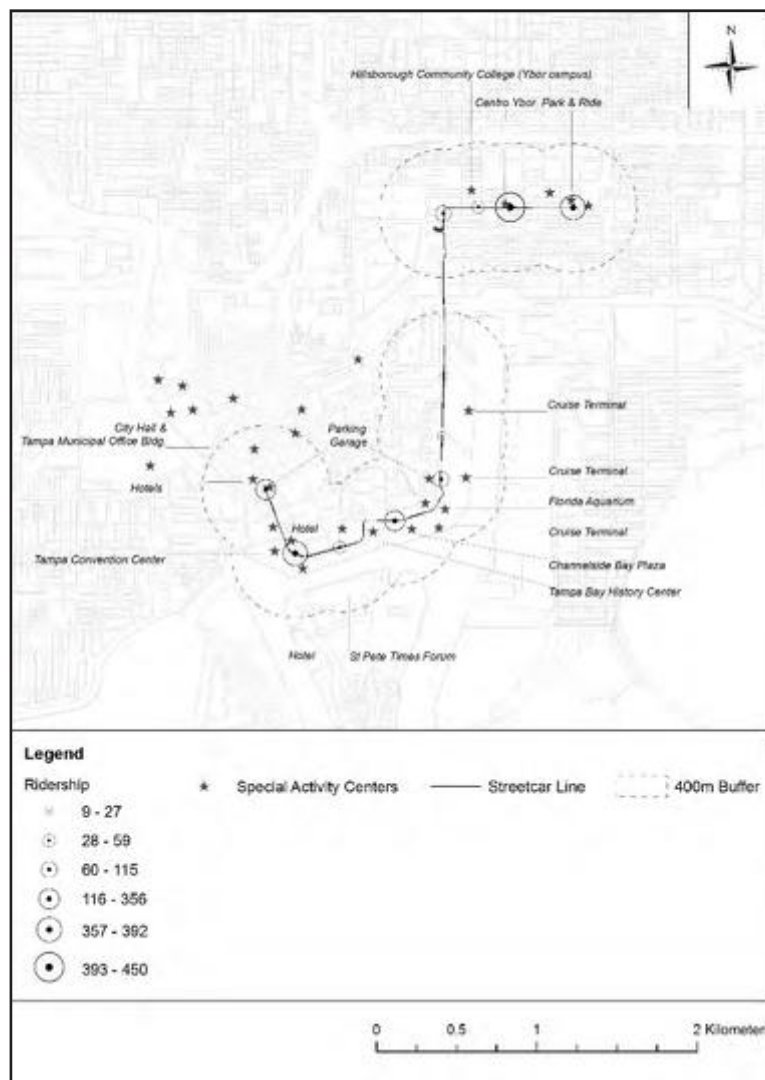 N
Hillsborough Community College (Ybor campus)
Centro Ybor Park & Ride
Cruise Terminal
City Hall &
Tampa Municipal Office Bldg
Parking
Garage
Hotels
Cruise Terminal
Florida Aquarium
Hotel
Cruise Terminal
Tampa Convention Center
Channelside Bay Plaza
Tampa Bay History Center
Hotel
St Pete Times Forum
Legend
Ridership
Special Activity Centers
Streetcar Line
400m Buffer
9 - 27
28 - 59
60 - 115
116 - 356
357 - 392
393 - 450
0 0.5 1 2 Kilometer